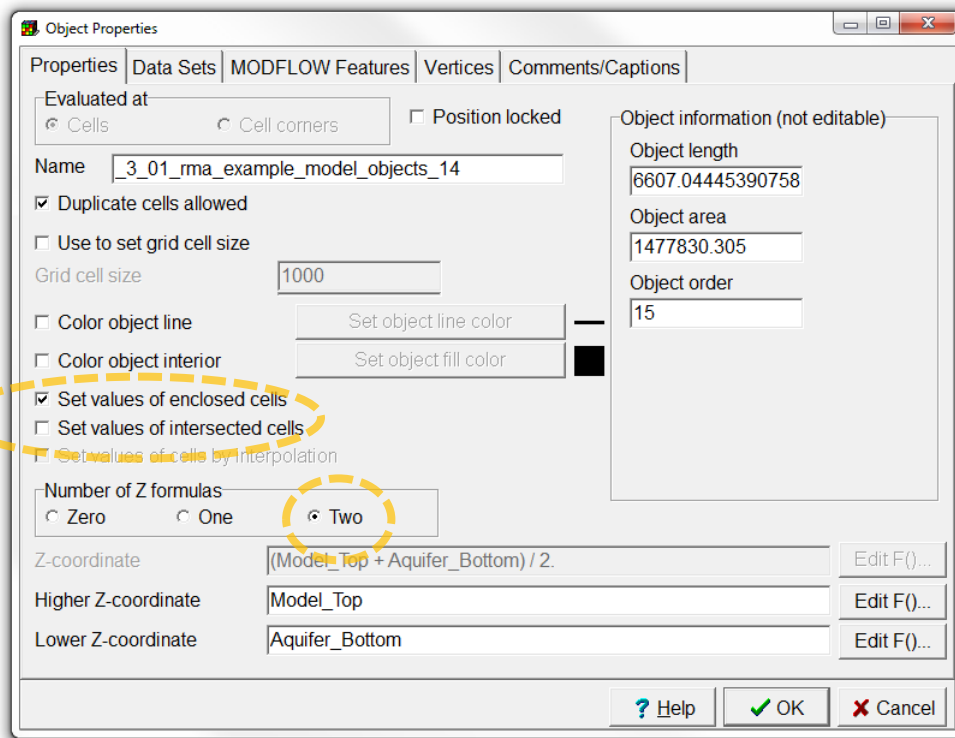 Object Properties
Properties Data Sets MODFLOW Features Vertices Comments/Captions
Evaluated at
Cells Cell corners
Position locked
Name _3_01_rma_example_model_objects_14
Duplicate cells allowed
Use to set grid cell size
Grid cell size 1000
Color object line Set object line color
Color object interior Set object fill color
Set values of enclosed cells
Set values of intersected cells
Set values of cells by interpolation
Number of Z formulas
Zero One Two
Object information (not editable)
Object length
6607.04445390758
Object area
1477830.305
Object order
15
Z-coordinate (Model_Top + Aquifer_Bottom) / 2. Edit F()...
Higher Z-coordinate Model_Top Edit F()...
Lower Z-coordinate Aquifer_Bottom Edit F()...
? Help OK Cancel